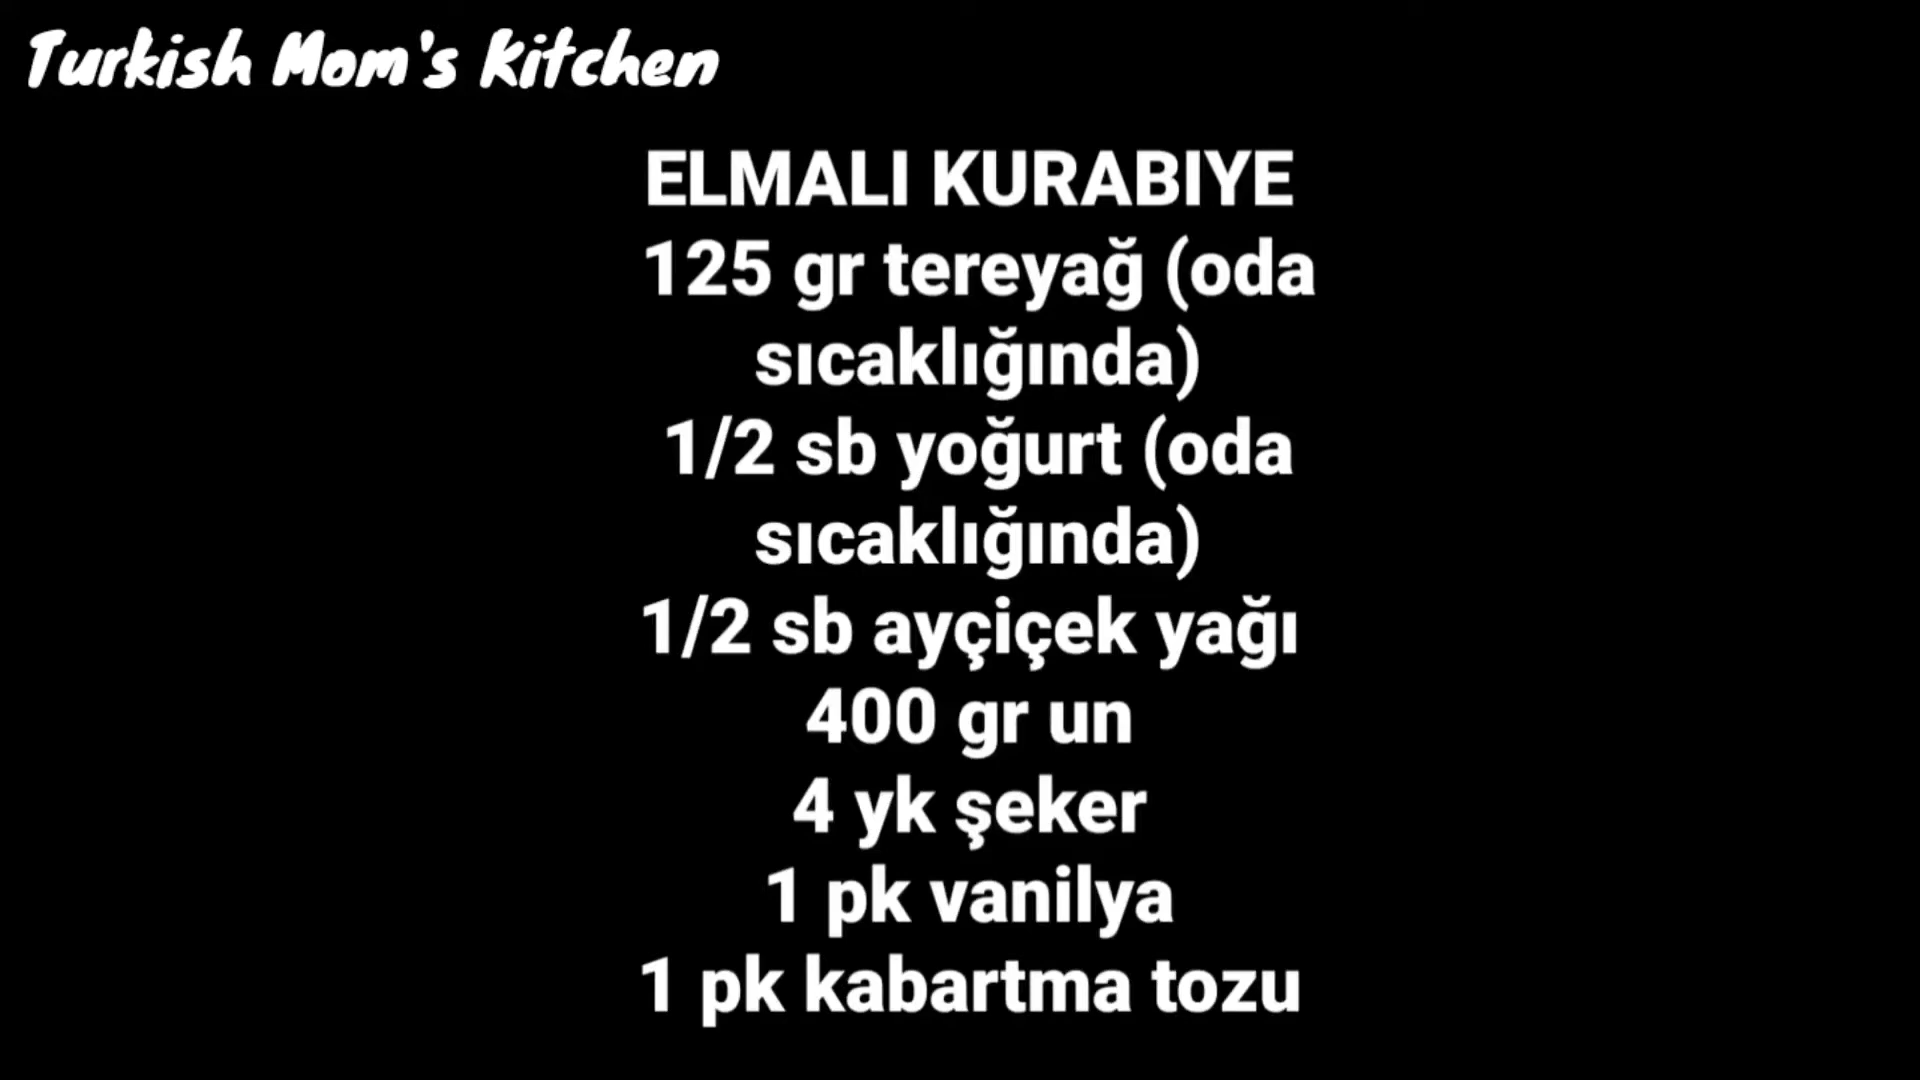 Turkish Mom's Kitchen
ELMALI KURABIYE
125 gr tereyağ (oda
sıcaklığında)
1/2 sb yoğurt (oda
sıcaklığında)
1/2 sb ayçiçek yağı
400 gr un
4 yk şeker
1 pk vanilya
1 pk kabartma tozu